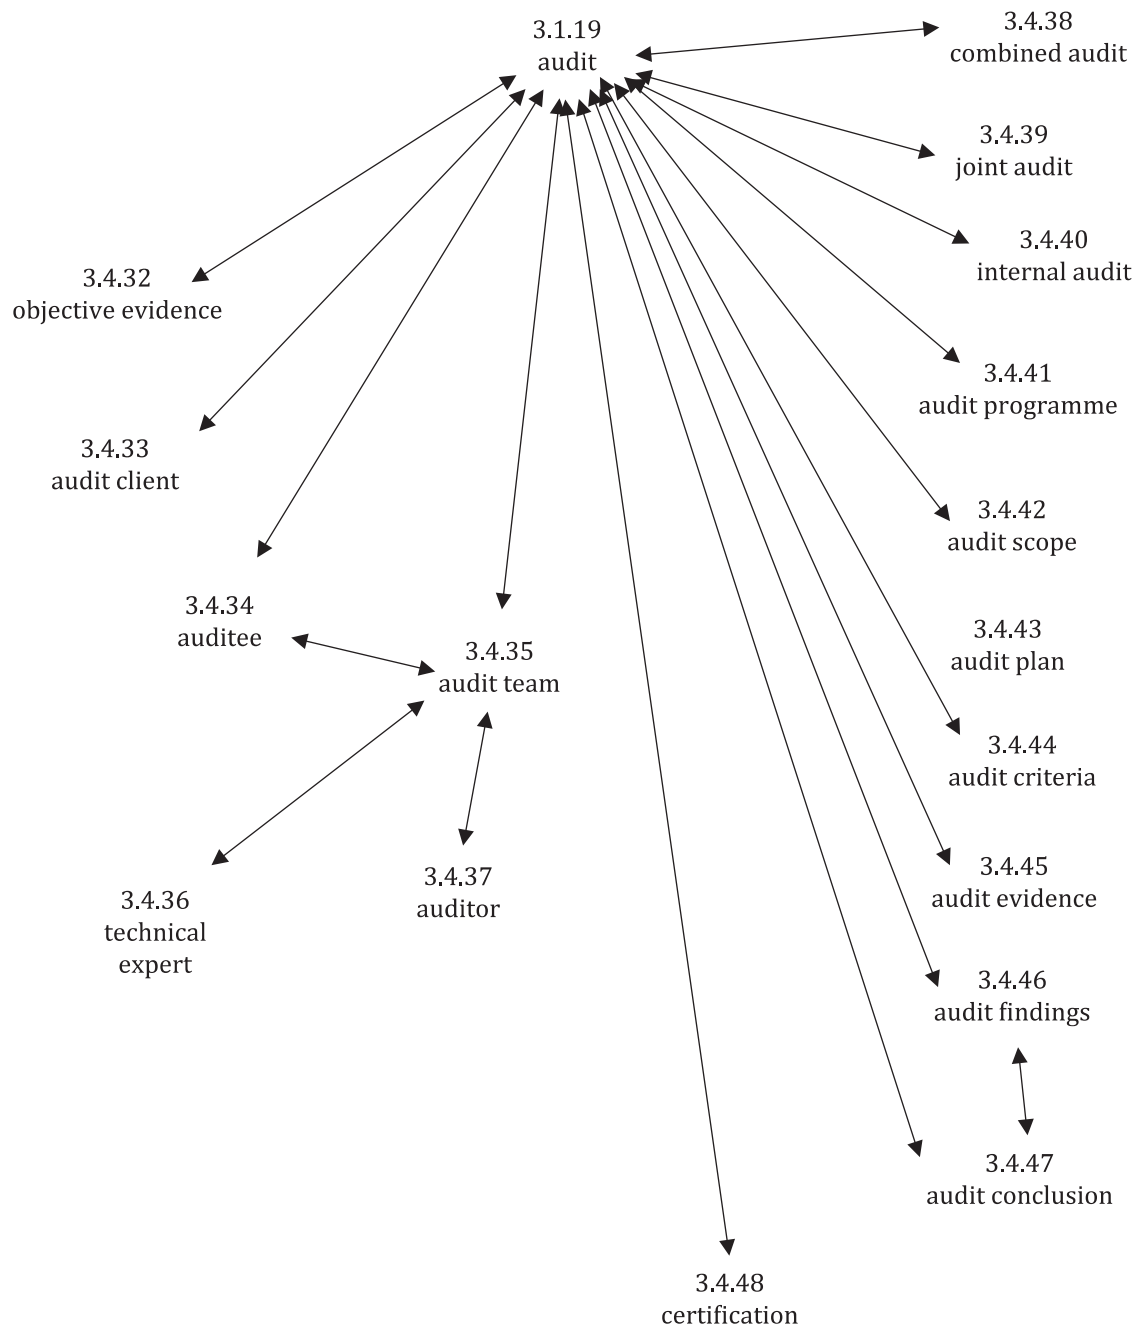 3.1.19
audit
3.4.38
combined audit
3.4.39
joint audit
3.4.40
internal audit
3.4.32
objective evidence
3.4.41
audit programme
3.4.33
audit client
3.4.42
audit scope
3.4.34
auditee
3.4.35
audit team
3.4.43
audit plan
3.4.44
audit criteria
3.4.36
technical
expert
3.4.37
auditor
3.4.45
audit evidence
3.4.46
audit findings
3.4.47
audit conclusion
3.4.48
certification